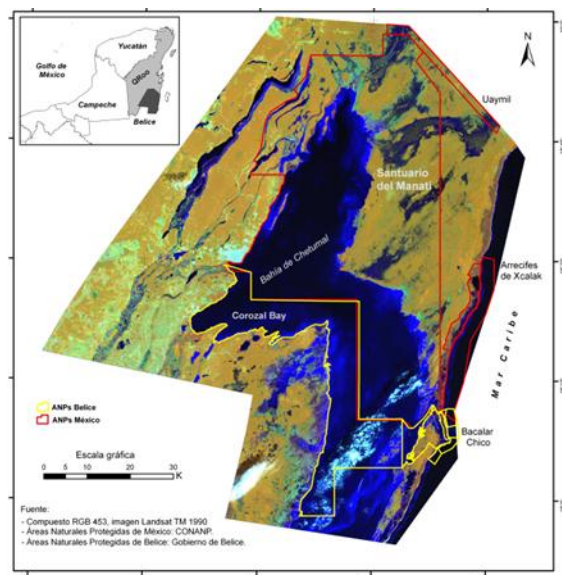 Yucatán
Golfo de
México
QRoo
Campeche
Belice
N
Uaymil
Santuario
del Manatí
Bahía de Chetumal
Arrecifes
de Xcalak
Corozal Bay
Mar Caribe
ANPs Belice
ANPs México
Bacalar
Chico
Escala gráfica
0 5 10 20 30
K
Fuente:
- Compuesto RGB 453, imagen Landsat TM 1990
- Áreas Naturales Protegidas de México: CONANP.
- Áreas Naturales Protegidas de Belice: Gobierno de Belice.